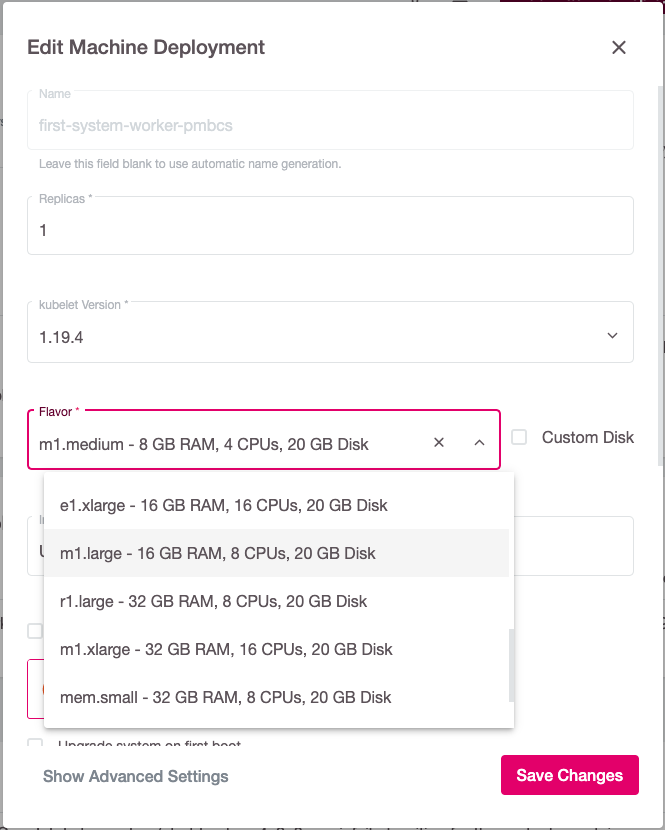 Edit Machine Deployment
Name
first-system-worker-pmbcs
Leave this field blank to use automatic name generation.
Replicas *
1
kubelet Version *
1.19.4
Flavor *
m1.medium - 8 GB RAM, 4 CPUs, 20 GB Disk
Custom Disk
e1.xlarge - 16 GB RAM, 16 CPUs, 20 GB Disk
m1.large - 16 GB RAM, 8 CPUs, 20 GB Disk
r1.large - 32 GB RAM, 8 CPUs, 20 GB Disk
m1.xlarge - 32 GB RAM, 16 CPUs, 20 GB Disk
mem.small - 32 GB RAM, 8 CPUs, 20 GB Disk
Upgrade system on first boot
Show Advanced Settings
Save Changes